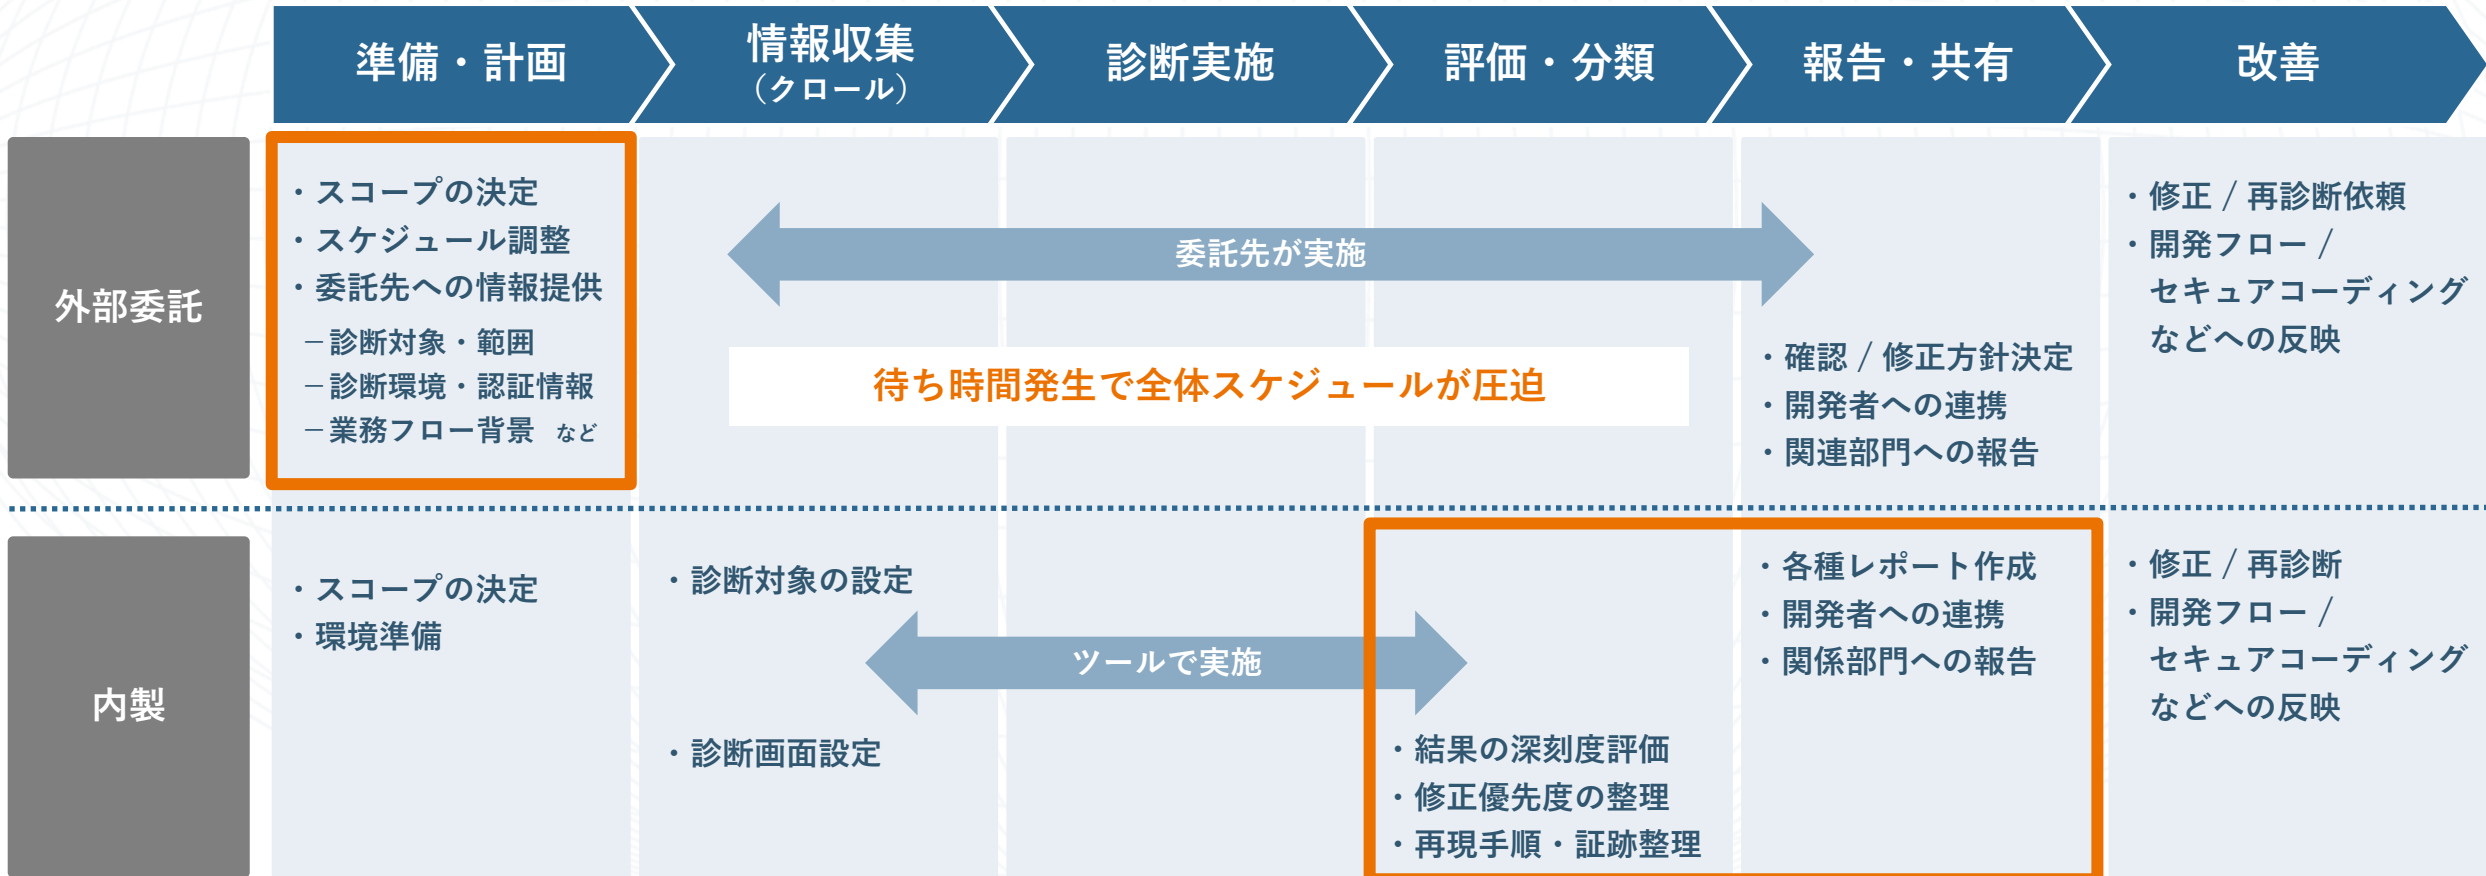 準備・計画
情報収集
（クロール）
診断実施
評価・分類
報告・共有
改善
外部委託
・スコープの決定
・スケジュール調整
・委託先への情報提供
－診断対象・範囲
－診断環境・認証情報
－業務フロー背景 など
委託先が実施
待ち時間発生で全体スケジュールが圧迫
・確認 / 修正方針決定
・開発者への連携
・関連部門への報告
・修正 / 再診断依頼
・開発フロー /
セキュアコーディング
などへの反映
内製
・スコープの決定
・環境準備
・診断対象の設定
ツールで実施
・診断画面設定
・結果の深刻度評価
・修正優先度の整理
・再現手順・証跡整理
・各種レポート作成
・開発者への連携
・関係部門への報告
・修正 / 再診断
・開発フロー /
セキュアコーディング
などへの反映